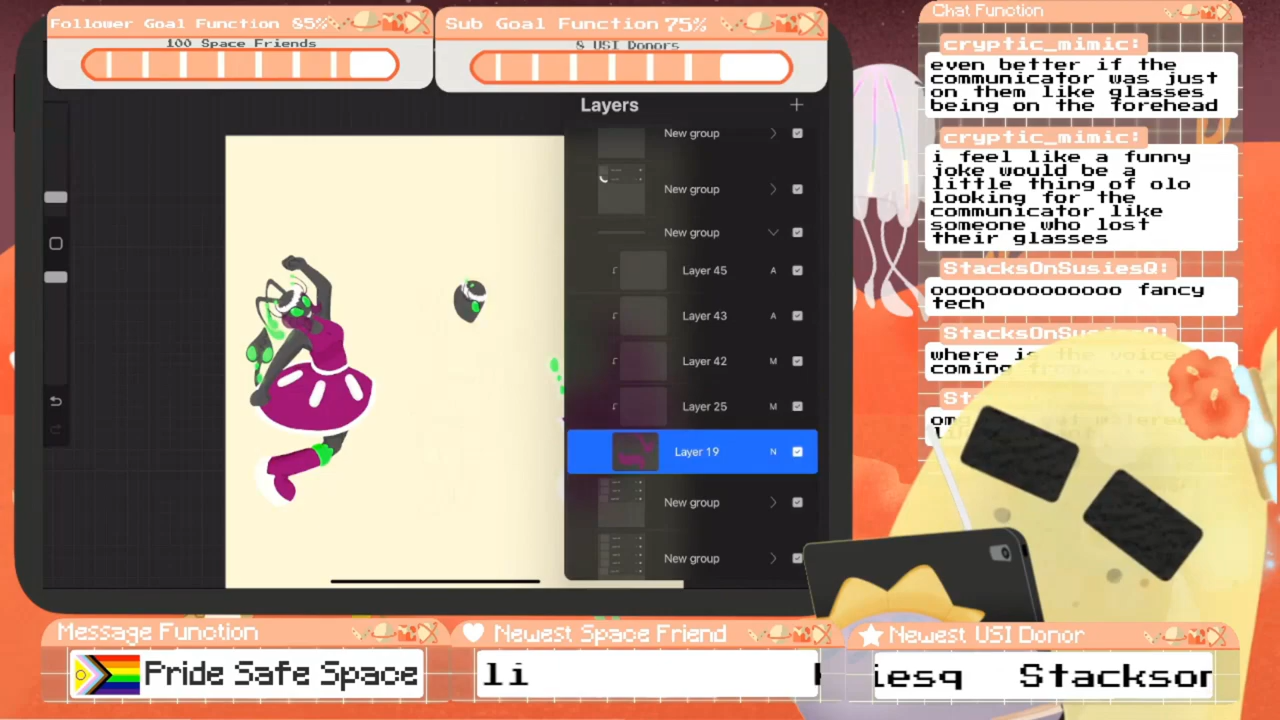 Follower Goal Function 85%
100 Space Friends
Sub Goal Function 75%
8 USI Donors
Chat Function
cryptic_mimic:
even better if the
communicator was just
on them like glasses
being on the forehead
cryptic_mimic:
i feel like a funny
joke would be a
little thing of olo
looking for the
communicator like
someone who lost
their glasses
StacksOnSusiesQ:
oooooooooooooo fancy
tech
StacksOnSusiesQ:
where is the voice
coming
St
Layers
New group
New group
New group
Layer 45 A
Layer 43 A
Layer 42 M
Layer 25 M
Layer 19 N
New group
New group
Message Function
Pride Safe Space
Newest Space Friend
li
Newest USI Donor
iesq Stackson